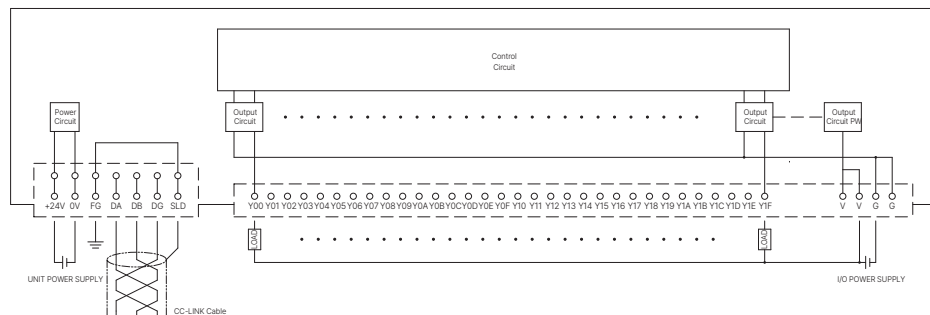 Control
Circuit
Power
Circuit
Output
Circuit
Output
Circuit
Output
Circuit PW
+24V 0V FG DA DB DG SLD
Y00 Y01 Y02 Y03 Y04 Y05 Y06 Y07 Y08 Y09 Y0A Y0B Y0C Y0D Y0E Y0F Y10 Y11 Y12 Y13 Y14 Y15 Y16 Y17 Y18 Y19 Y1A Y1B Y1C Y1D Y1E Y1F
V V G G
LOAD
LOAD
UNIT POWER SUPPLY
I/O POWER SUPPLY
CC-LINK Cable